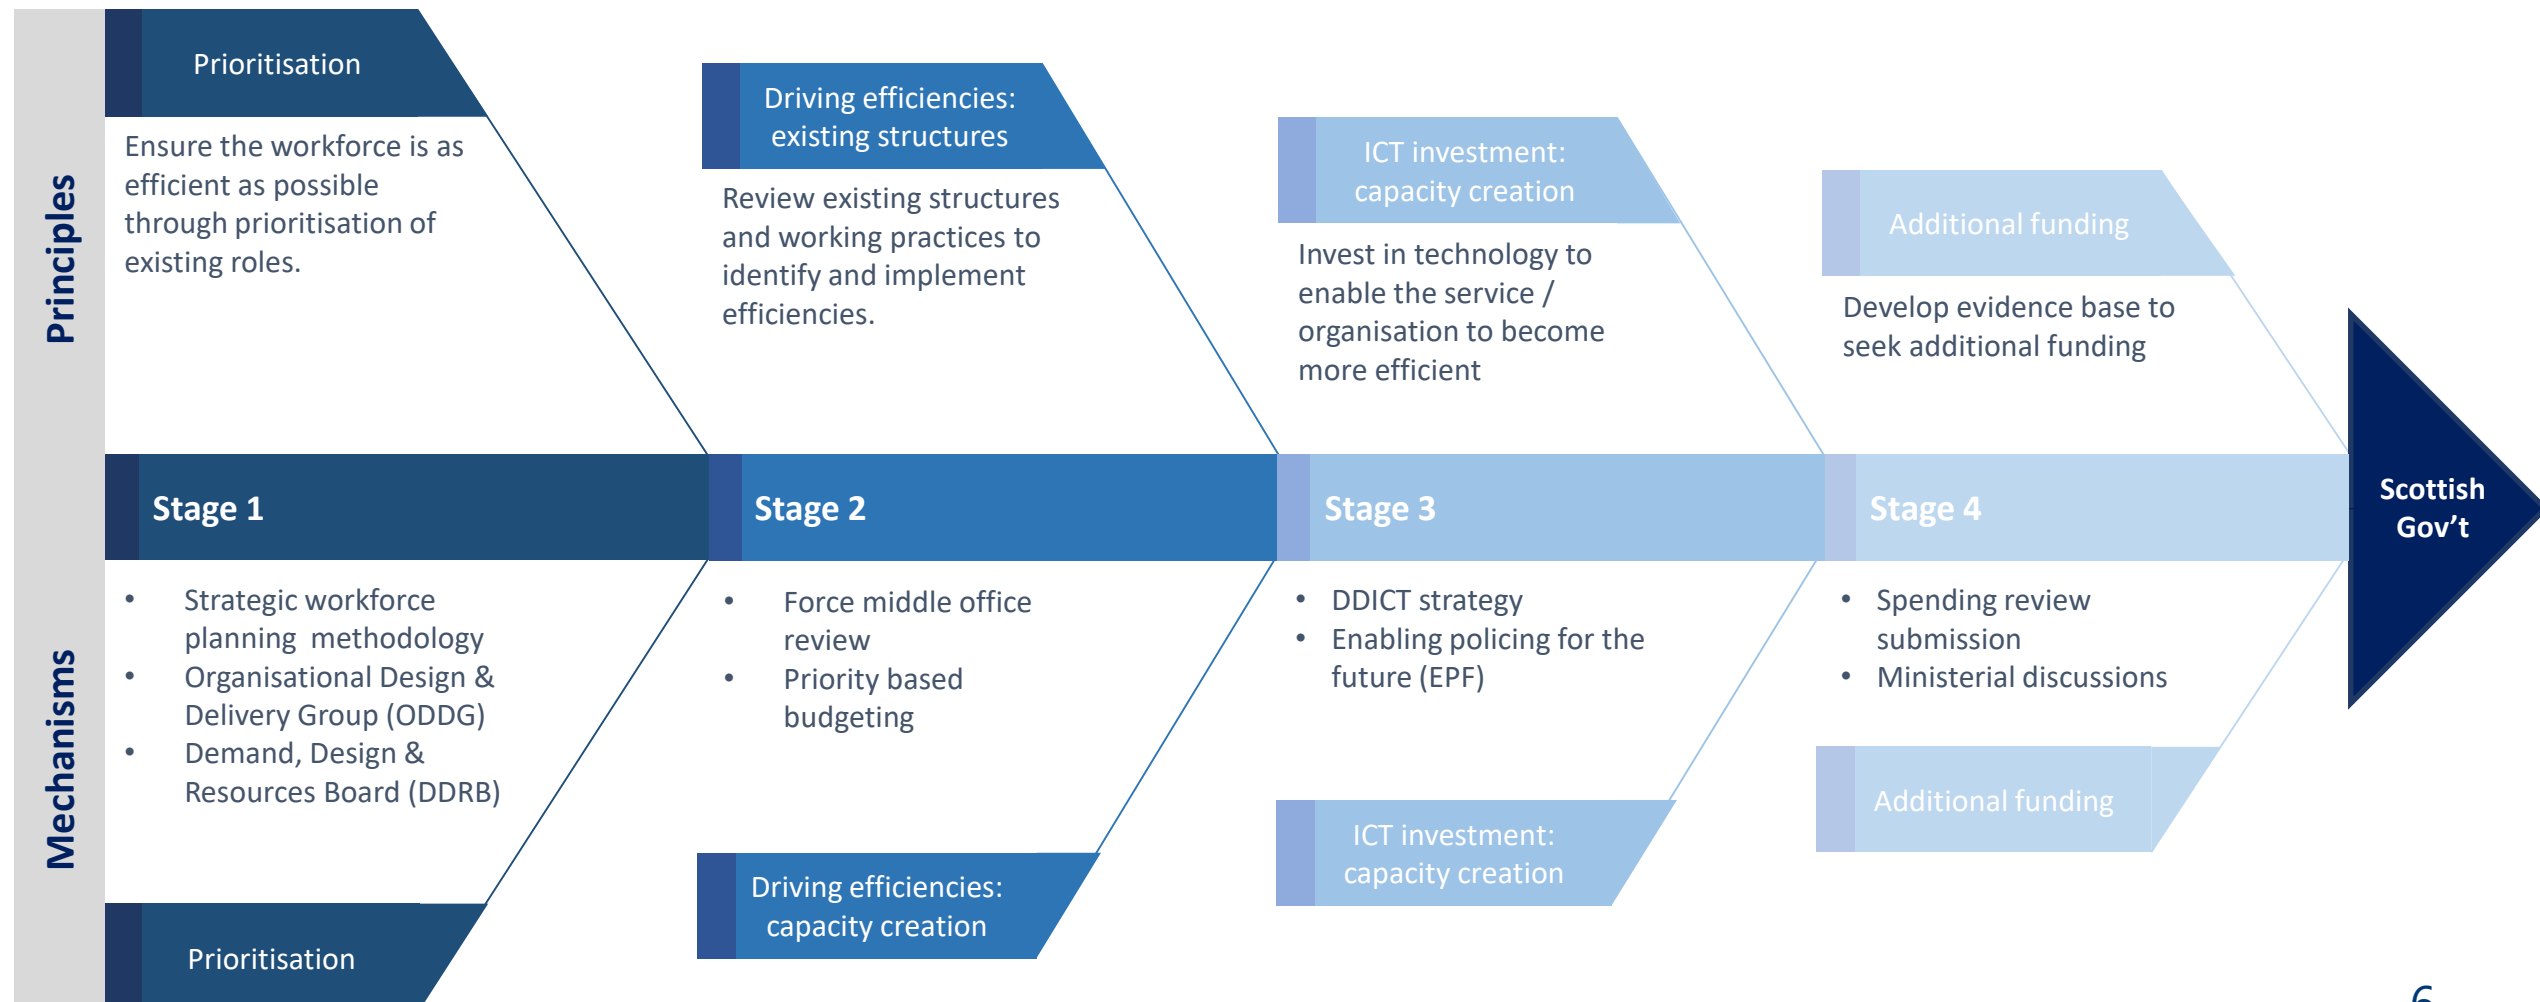 Principles
Prioritisation
Ensure the workforce is as
efficient as possible
through prioritisation of
existing roles.
Driving efficiencies:
existing structures
Review existing structures
and working practices to
identify and implement
efficiencies.
ICT investment:
capacity creation
Invest in technology to
enable the service /
organisation to become
more efficient
Additional funding
Develop evidence base to
seek additional funding
Stage 1
Stage 2
Stage 3
Stage 4
Scottish
Gov’t
Mechanisms
• Strategic workforce
planning  methodology
• Organisational Design &
Delivery Group (ODDG)
• Demand, Design &
Resources Board (DDRB)
Prioritisation
• Force middle office
review
• Priority based
budgeting
Driving efficiencies:
capacity creation
• DDICT strategy
• Enabling policing for the
future (EPF)
ICT investment:
capacity creation
• Spending review
submission
• Ministerial discussions
Additional funding
6